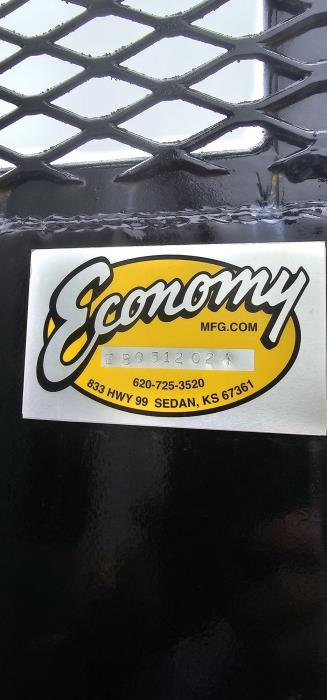 Economy
MFG.COM
620-725-3520
833 HWY 99 SEDAN, KS 67361